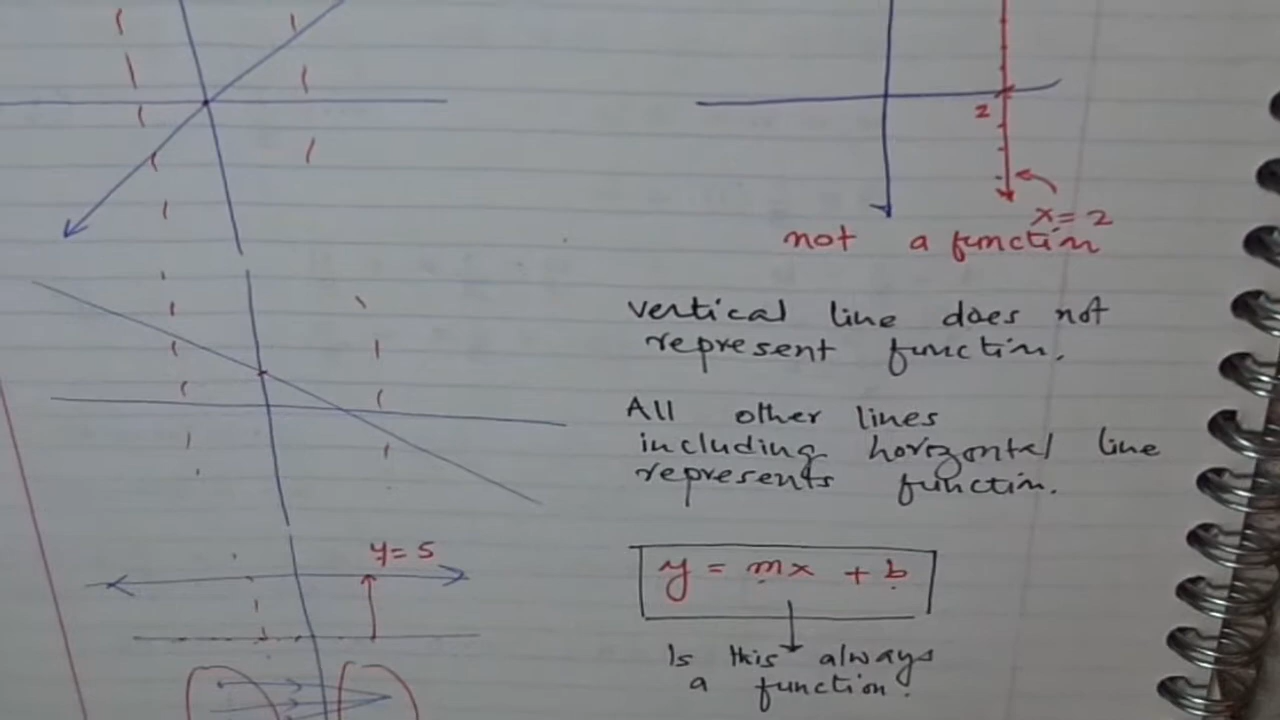 2
x = 2
not a function
vertical line does not
represent function.
All other lines
including horizontal line
represents function.
y = 5
y = mx + b
Is this always
a function.